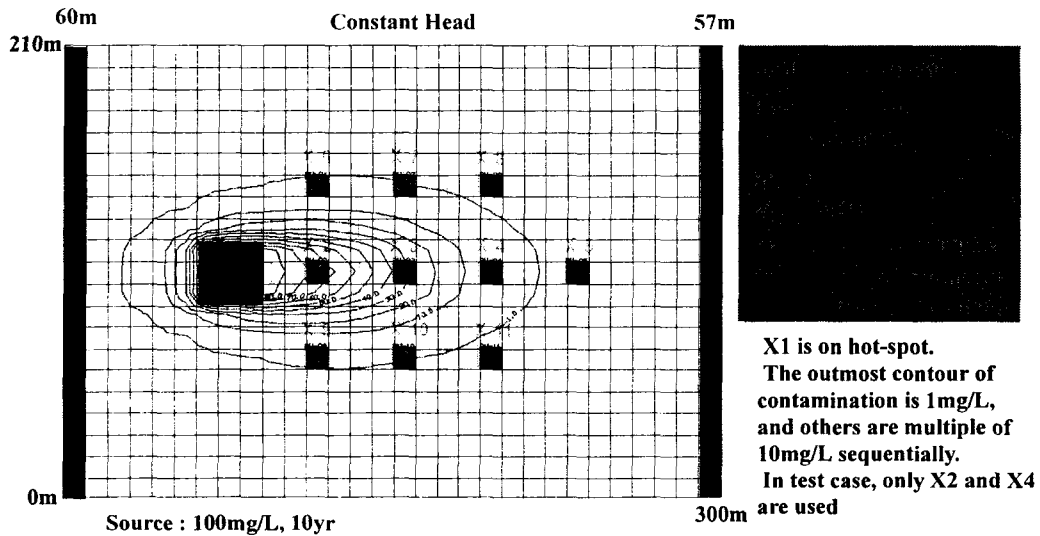 60m
Constant Head
57m
210m
0m
300m
Source : 100mg/L, 10yr
X1 is on hot-spot.
The outmost contour of
contamination is 1mg/L,
and others are multiple of
10mg/L sequentially.
In test case, only X2 and X4
are used